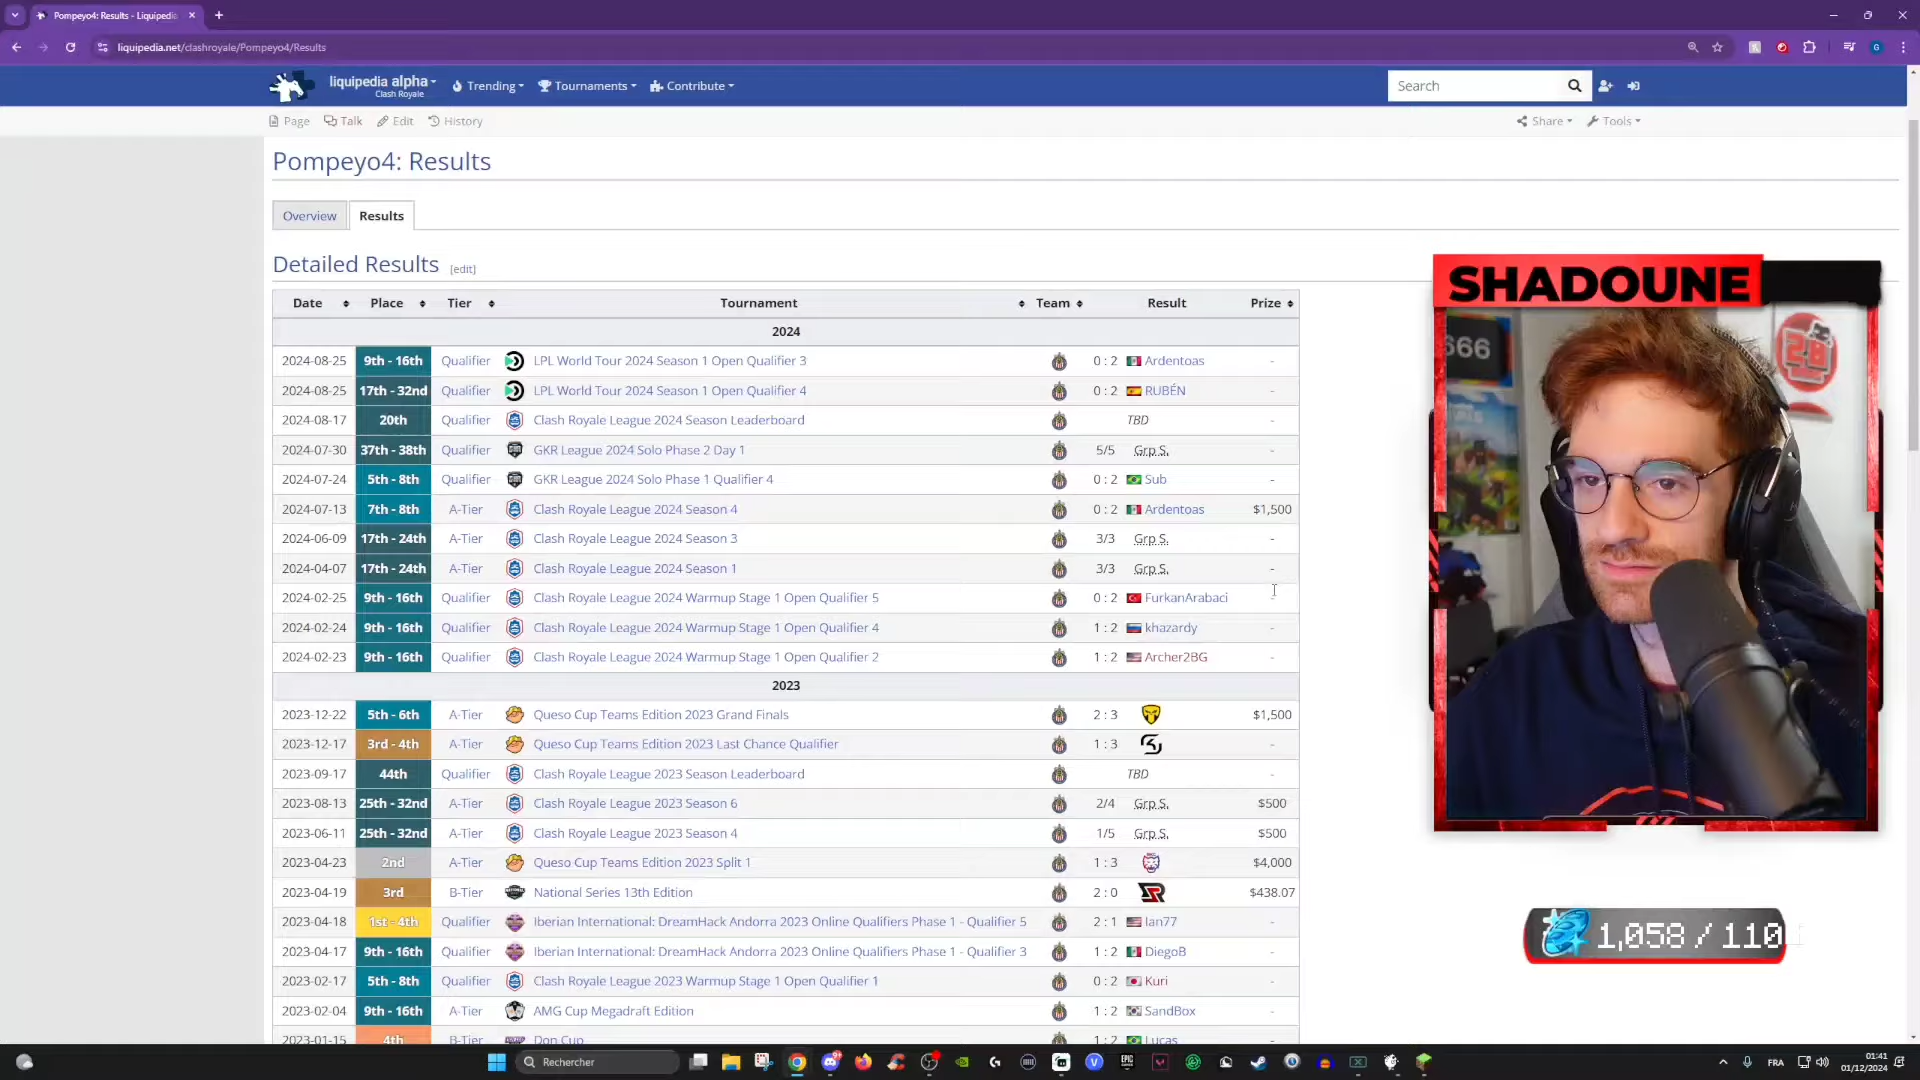 Pompeyo4: Results - Liquipedia
liquipedia.net/clashroyale/Pompeyo4/Results
G
liquipedia alpha
Clash Royale
Trending
Tournaments
Contribute
Search
Page
Talk
Edit
History
Share
Tools
Pompeyo4: Results
Overview
Results
Detailed Results [edit]
Date Place Tier Tournament Team Result Prize
2024
2024-08-25 9th - 16th Qualifier LPL World Tour 2024 Season 1 Open Qualifier 3 0 : 2 Ardentoas -
2024-08-25 17th - 32nd Qualifier LPL World Tour 2024 Season 1 Open Qualifier 4 0 : 2 RUBÉN -
2024-08-17 20th Qualifier Clash Royale League 2024 Season Leaderboard TBD -
2024-07-30 37th - 38th Qualifier GKR League 2024 Solo Phase 2 Day 1 5/5 Grp S. -
2024-07-24 5th - 8th Qualifier GKR League 2024 Solo Phase 1 Qualifier 4 0 : 2 Sub -
2024-07-13 7th - 8th A-Tier Clash Royale League 2024 Season 4 0 : 2 Ardentoas $1,500
2024-06-09 17th - 24th A-Tier Clash Royale League 2024 Season 3 3/3 Grp S. -
2024-04-07 17th - 24th A-Tier Clash Royale League 2024 Season 1 3/3 Grp S. -
2024-02-25 9th - 16th Qualifier Clash Royale League 2024 Warmup Stage 1 Open Qualifier 5 0 : 2 FurkanArabaci -
2024-02-24 9th - 16th Qualifier Clash Royale League 2024 Warmup Stage 1 Open Qualifier 4 1 : 2 khazardy -
2024-02-23 9th - 16th Qualifier Clash Royale League 2024 Warmup Stage 1 Open Qualifier 2 1 : 2 Archer2BG -
2023
2023-12-22 5th - 6th A-Tier Queso Cup Teams Edition 2023 Grand Finals 2 : 3 $1,500
2023-12-17 3rd - 4th A-Tier Queso Cup Teams Edition 2023 Last Chance Qualifier 1 : 3 -
2023-09-17 44th Qualifier Clash Royale League 2023 Season Leaderboard TBD -
2023-08-13 25th - 32nd A-Tier Clash Royale League 2023 Season 6 2/4 Grp S. $500
2023-06-11 25th - 32nd A-Tier Clash Royale League 2023 Season 4 1/5 Grp S. $500
2023-04-23 2nd A-Tier Queso Cup Teams Edition 2023 Split 1 1 : 3 $4,000
2023-04-19 3rd B-Tier National Series 13th Edition 2 : 0 $438.07
2023-04-18 1st - 4th Qualifier Iberian International: DreamHack Andorra 2023 Online Qualifiers Phase 1 - Qualifier 5 2 : 1 Ian77 -
2023-04-17 9th - 16th Qualifier Iberian International: DreamHack Andorra 2023 Online Qualifiers Phase 1 - Qualifier 3 1 : 2 DiegoB -
2023-02-17 5th - 8th Qualifier Clash Royale League 2023 Warmup Stage 1 Open Qualifier 1 0 : 2 Kuri -
2023-02-04 9th - 16th A-Tier AMG Cup Megadraft Edition 1 : 2 SandBox -
2023-01-15 4th B-Tier Don Cup 1 : 2 Lucas
SHADOUNE
666
1,058 / 110
Rechercher
FRA
01:41
01/12/2024